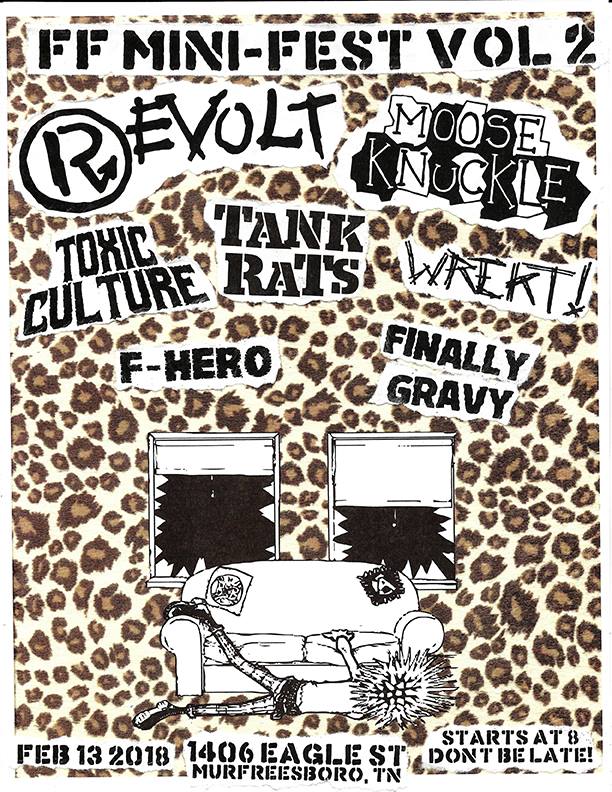 FF MINI-FEST VOL 2
REVOLT
MOOSE
KNUCKLE
TOXIC
CULTURE
TANK
RATS
WREKT!
F-HERO
FINALLY
GRAVY
FEB 13 2018
1406 EAGLE ST
MURFREESBORO, TN
STARTS AT 8
DONT BE LATE!